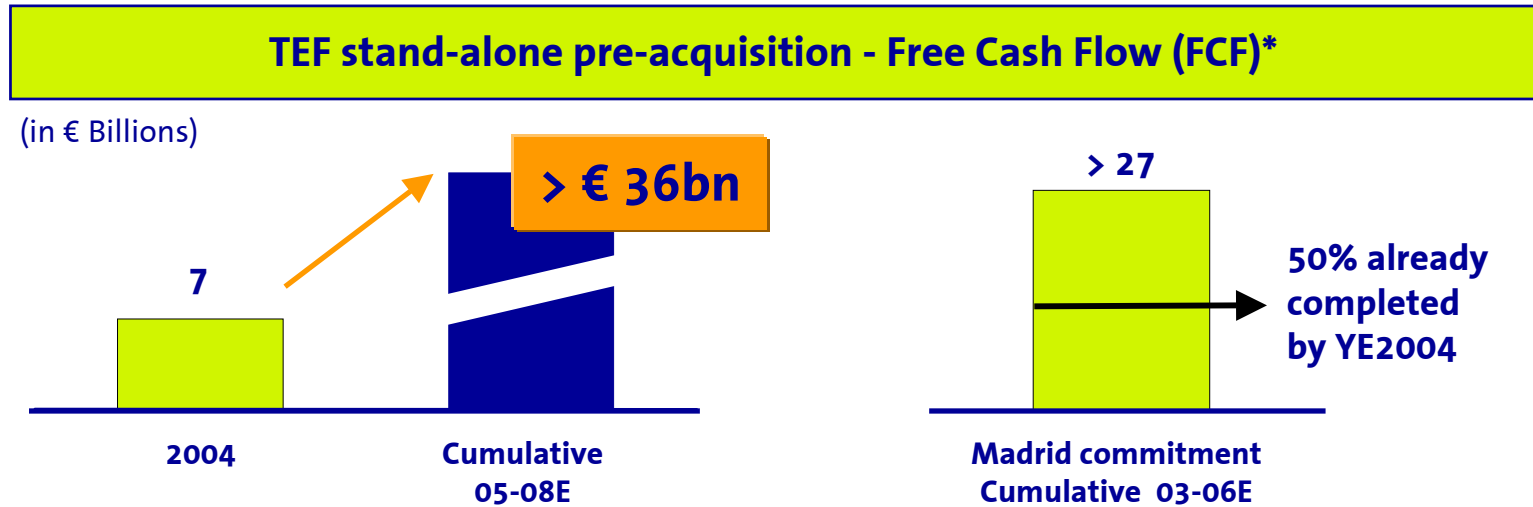 TEF stand-alone pre-acquisition - Free Cash Flow (FCF)*
(in € Billions)
> € 36bn
7
2004
Cumulative
05-08E
> 27
50% already
completed
by YE2004
Madrid commitment
Cumulative 03-06E